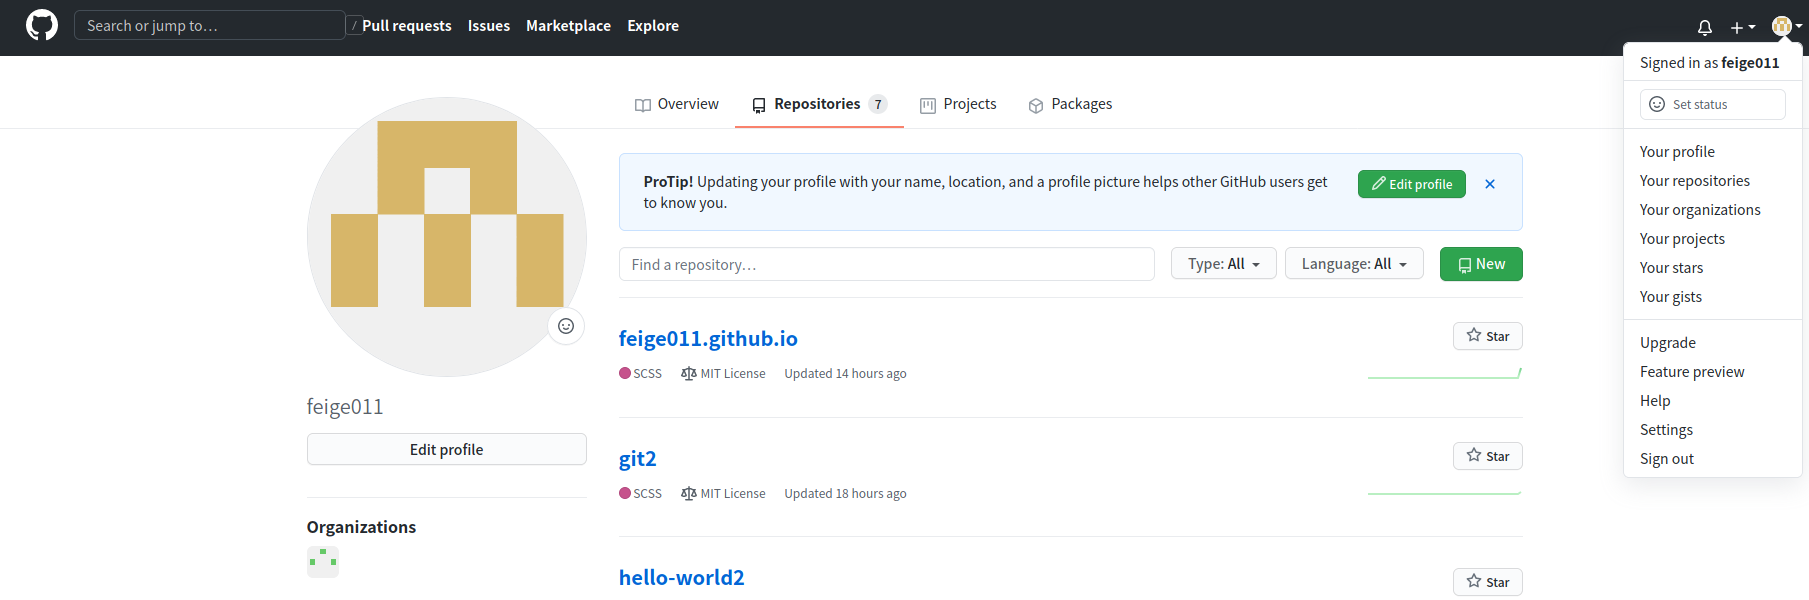 Search or jump to…
/
Pull requests Issues Marketplace Explore
Signed in as feige011
Set status
Your profile
Your repositories
Your organizations
Your projects
Your stars
Your gists
Upgrade
Feature preview
Help
Settings
Sign out
Overview Repositories 7 Projects Packages
ProTip! Updating your profile with your name, location, and a profile picture helps other GitHub users get
to know you.
Edit profile
Find a repository…
Type: All
Language: All
New
feige011.github.io
Star
SCSS MIT License Updated 14 hours ago
git2
Star
SCSS MIT License Updated 18 hours ago
hello-world2
Star
feige011
Edit profile
Organizations